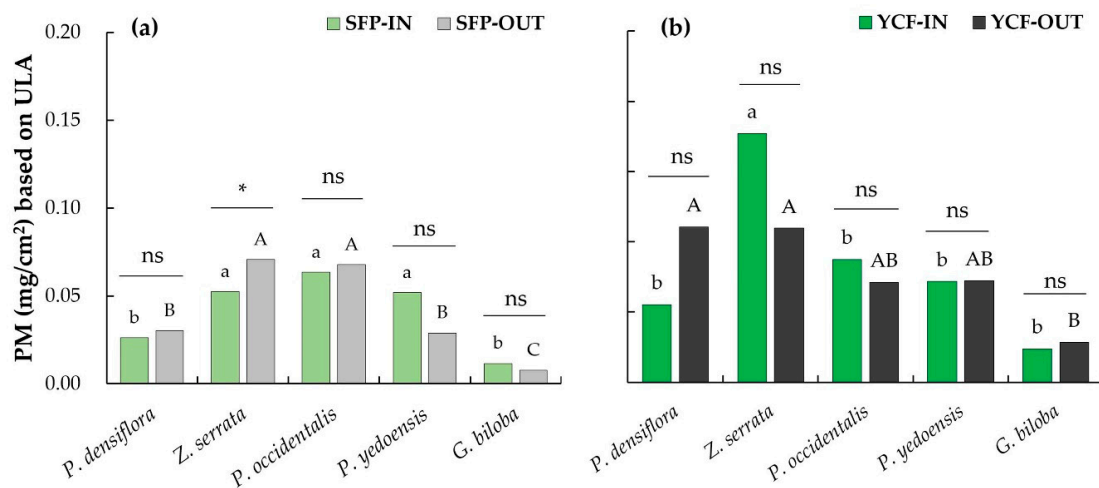 PM (mg/cm²) based on ULA
0.20
0.15
0.10
0.05
0.00
(a)
SFP-IN SFP-OUT
ns
b B
*
a A
ns
a A
ns
a B
ns
b C
P. densiflora
Z. serrata
P. occidentalis
P. yedoensis
G. biloba
(b)
YCF-IN YCF-OUT
ns
b A
ns
a A
ns
b AB
ns
b AB
ns
b B
P. densiflora
Z. serrata
P. occidentalis
P. yedoensis
G. biloba